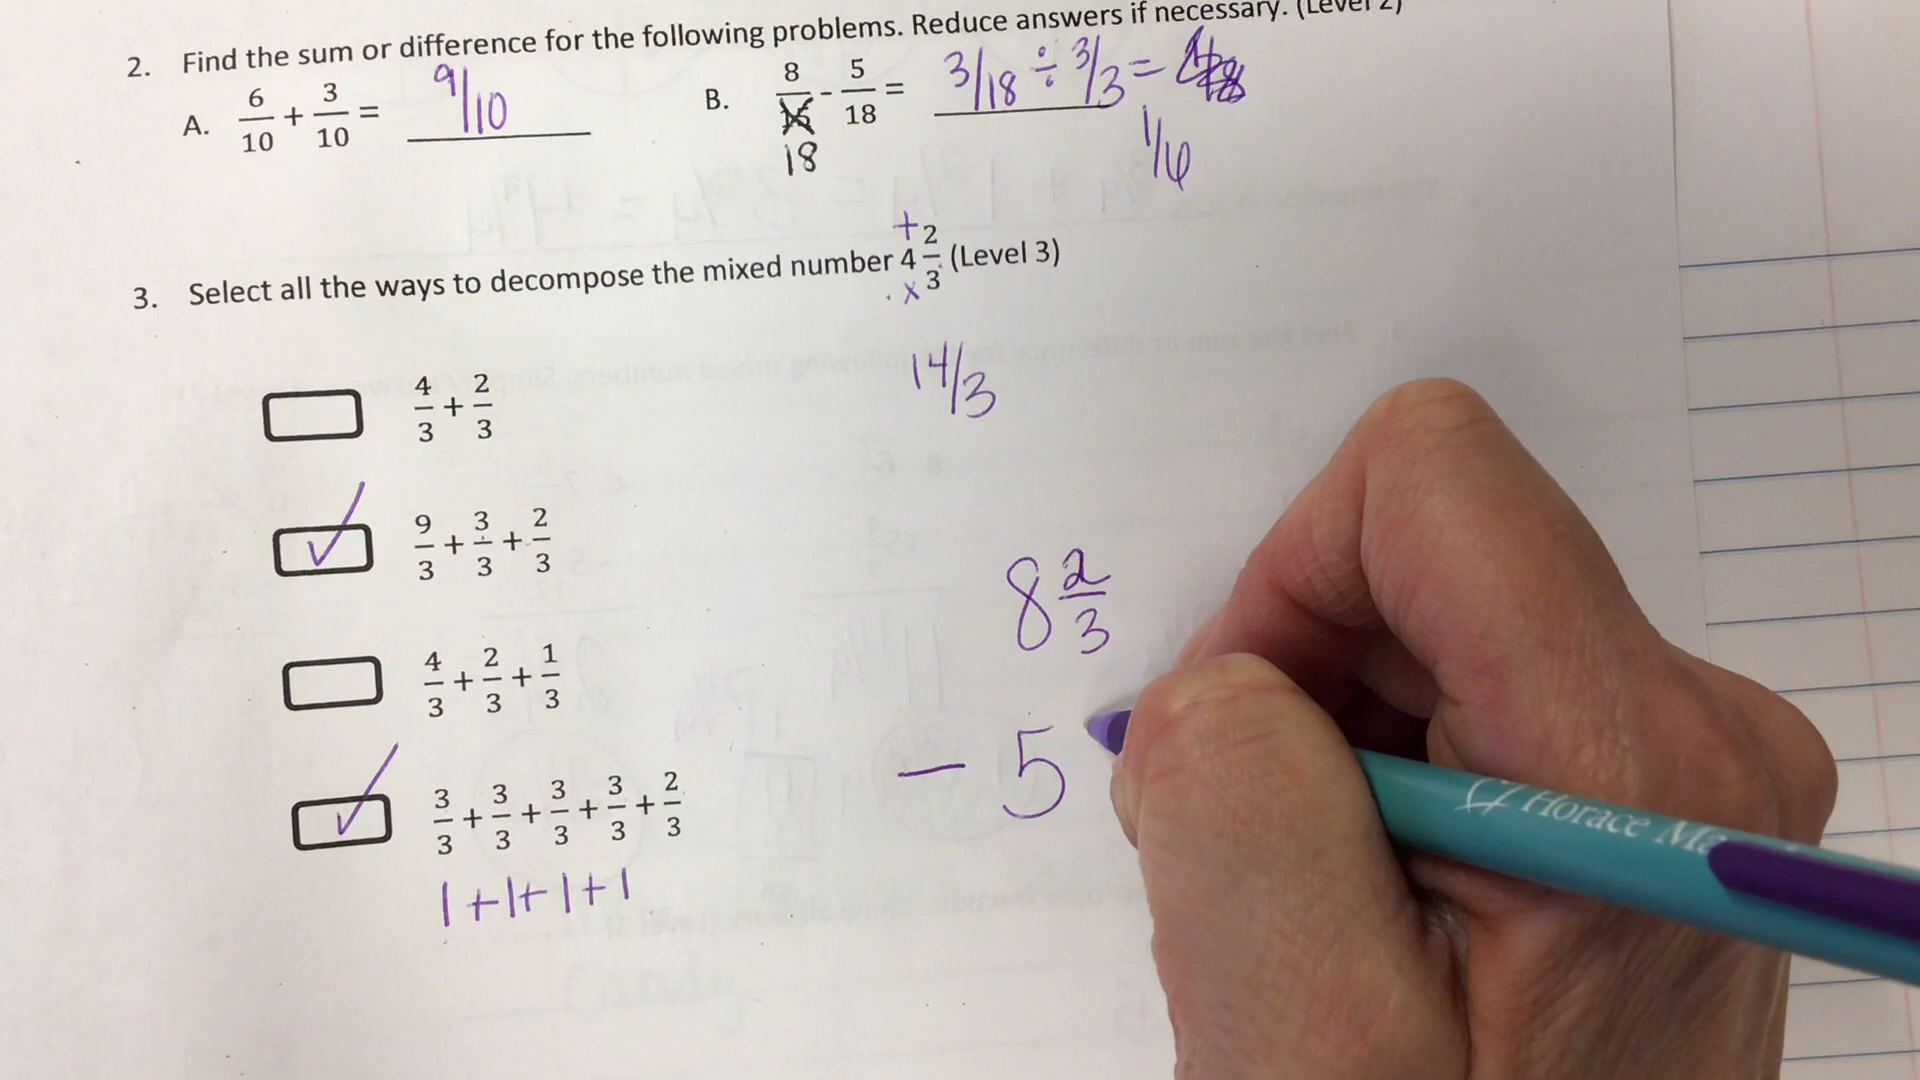 2. Find the sum or difference for the following problems. Reduce answers if necessary. (Level 2)
A. 6/10 + 3/10 = 9/10
B. 8/18 - 5/18 = 3/18 ÷ 3/3 =
1/6
3. Select all the ways to decompose the mixed number 4 2/3 (Level 3)
+
x
14/3
4/3 + 2/3
✓ 9/3 + 3/3 + 2/3
4/3 + 2/3 + 1/3
✓ 3/3 + 3/3 + 3/3 + 3/3 + 2/3
1+1+1+1
8 2/3
- 5
Horace Ma